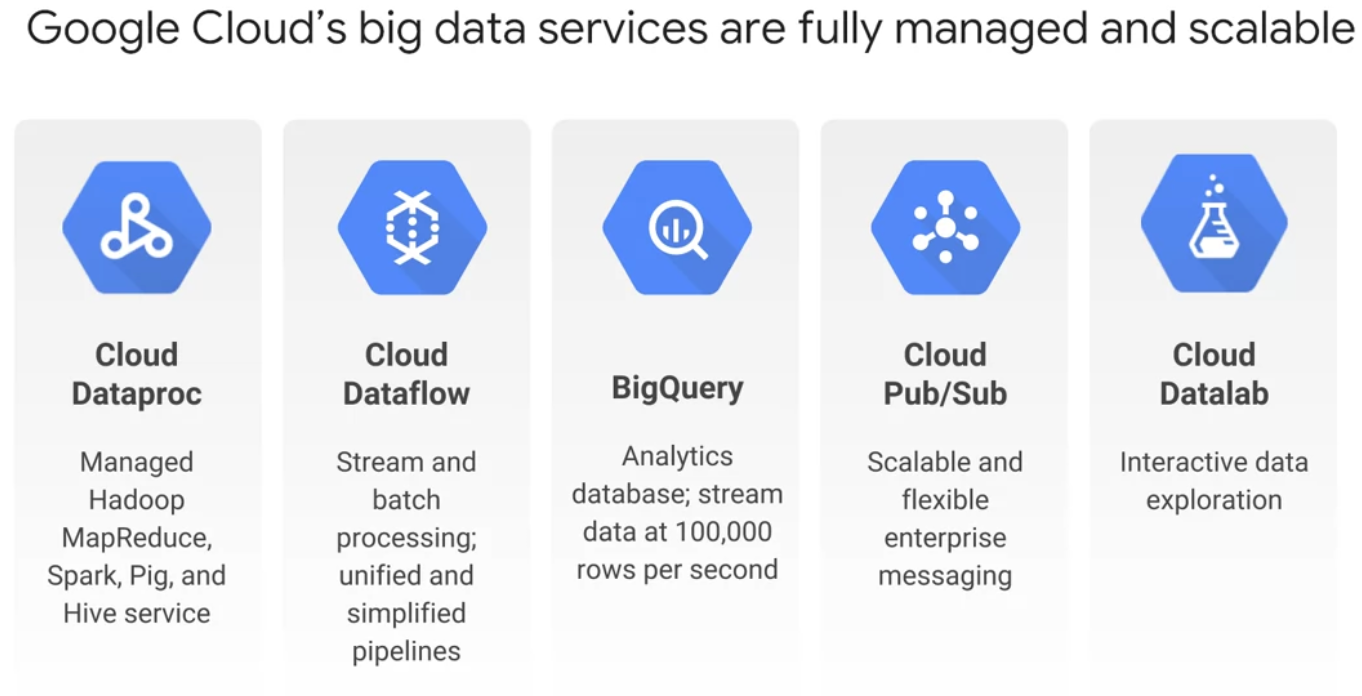 Google Cloud’s big data services are fully managed and scalable
Cloud
Dataproc
Managed
Hadoop
MapReduce,
Spark, Pig, and
Hive service
Cloud
Dataflow
Stream and
batch
processing;
unified and
simplified
pipelines
BigQuery
Analytics
database; stream
data at 100,000
rows per second
Cloud
Pub/Sub
Scalable and
flexible
enterprise
messaging
Cloud
Datalab
Interactive data
exploration